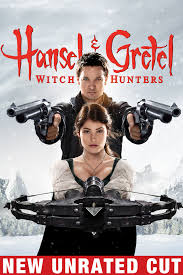 Hansel & Gretel
WITCH HUNTERS
NEW UNRATED CUT